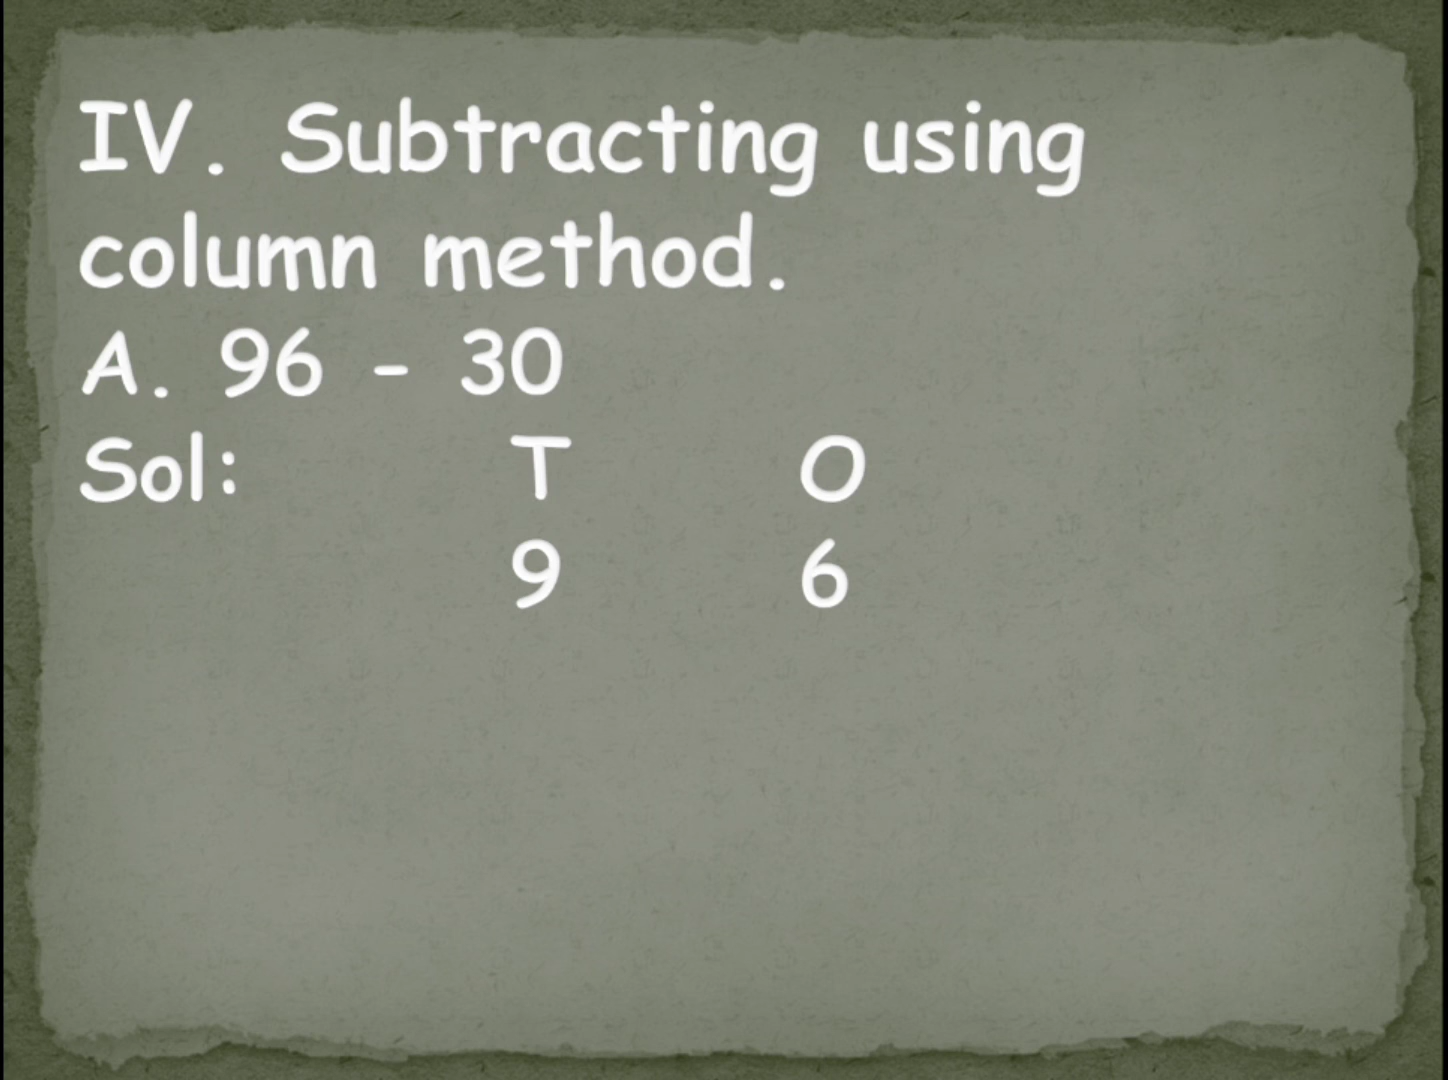 IV. Subtracting using
column method.
A. 96 - 30
Sol: T O
9 6